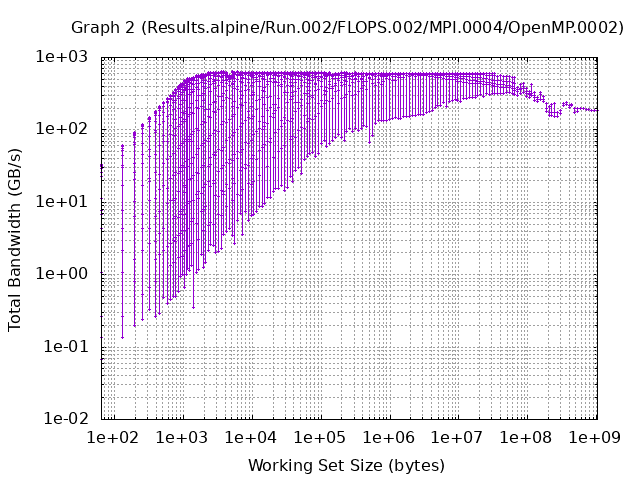 Graph 2 (Results.alpine/Run.002/FLOPS.002/MPI.0004/OpenMP.0002)
1e+03
1e+02
1e+01
1e+00
1e-01
1e-02
Total Bandwidth (GB/s)
1e+02 1e+03 1e+04 1e+05 1e+06 1e+07 1e+08 1e+09
Working Set Size (bytes)